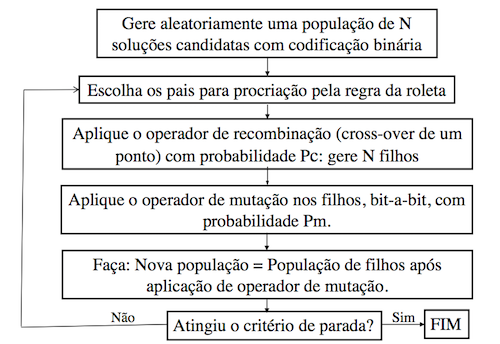 Gere aleatoriamente uma população de N
soluções candidatas com codificação binária
Escolha os pais para procriação pela regra da roleta
Aplique o operador de recombinação (cross-over de um
ponto) com probabilidade Pc: gere N filhos
Aplique o operador de mutação nos filhos, bit-a-bit, com
probabilidade Pm.
Faça: Nova população = População de filhos após
aplicação de operador de mutação.
Não
Atingiu o critério de parada?
Sim
FIM